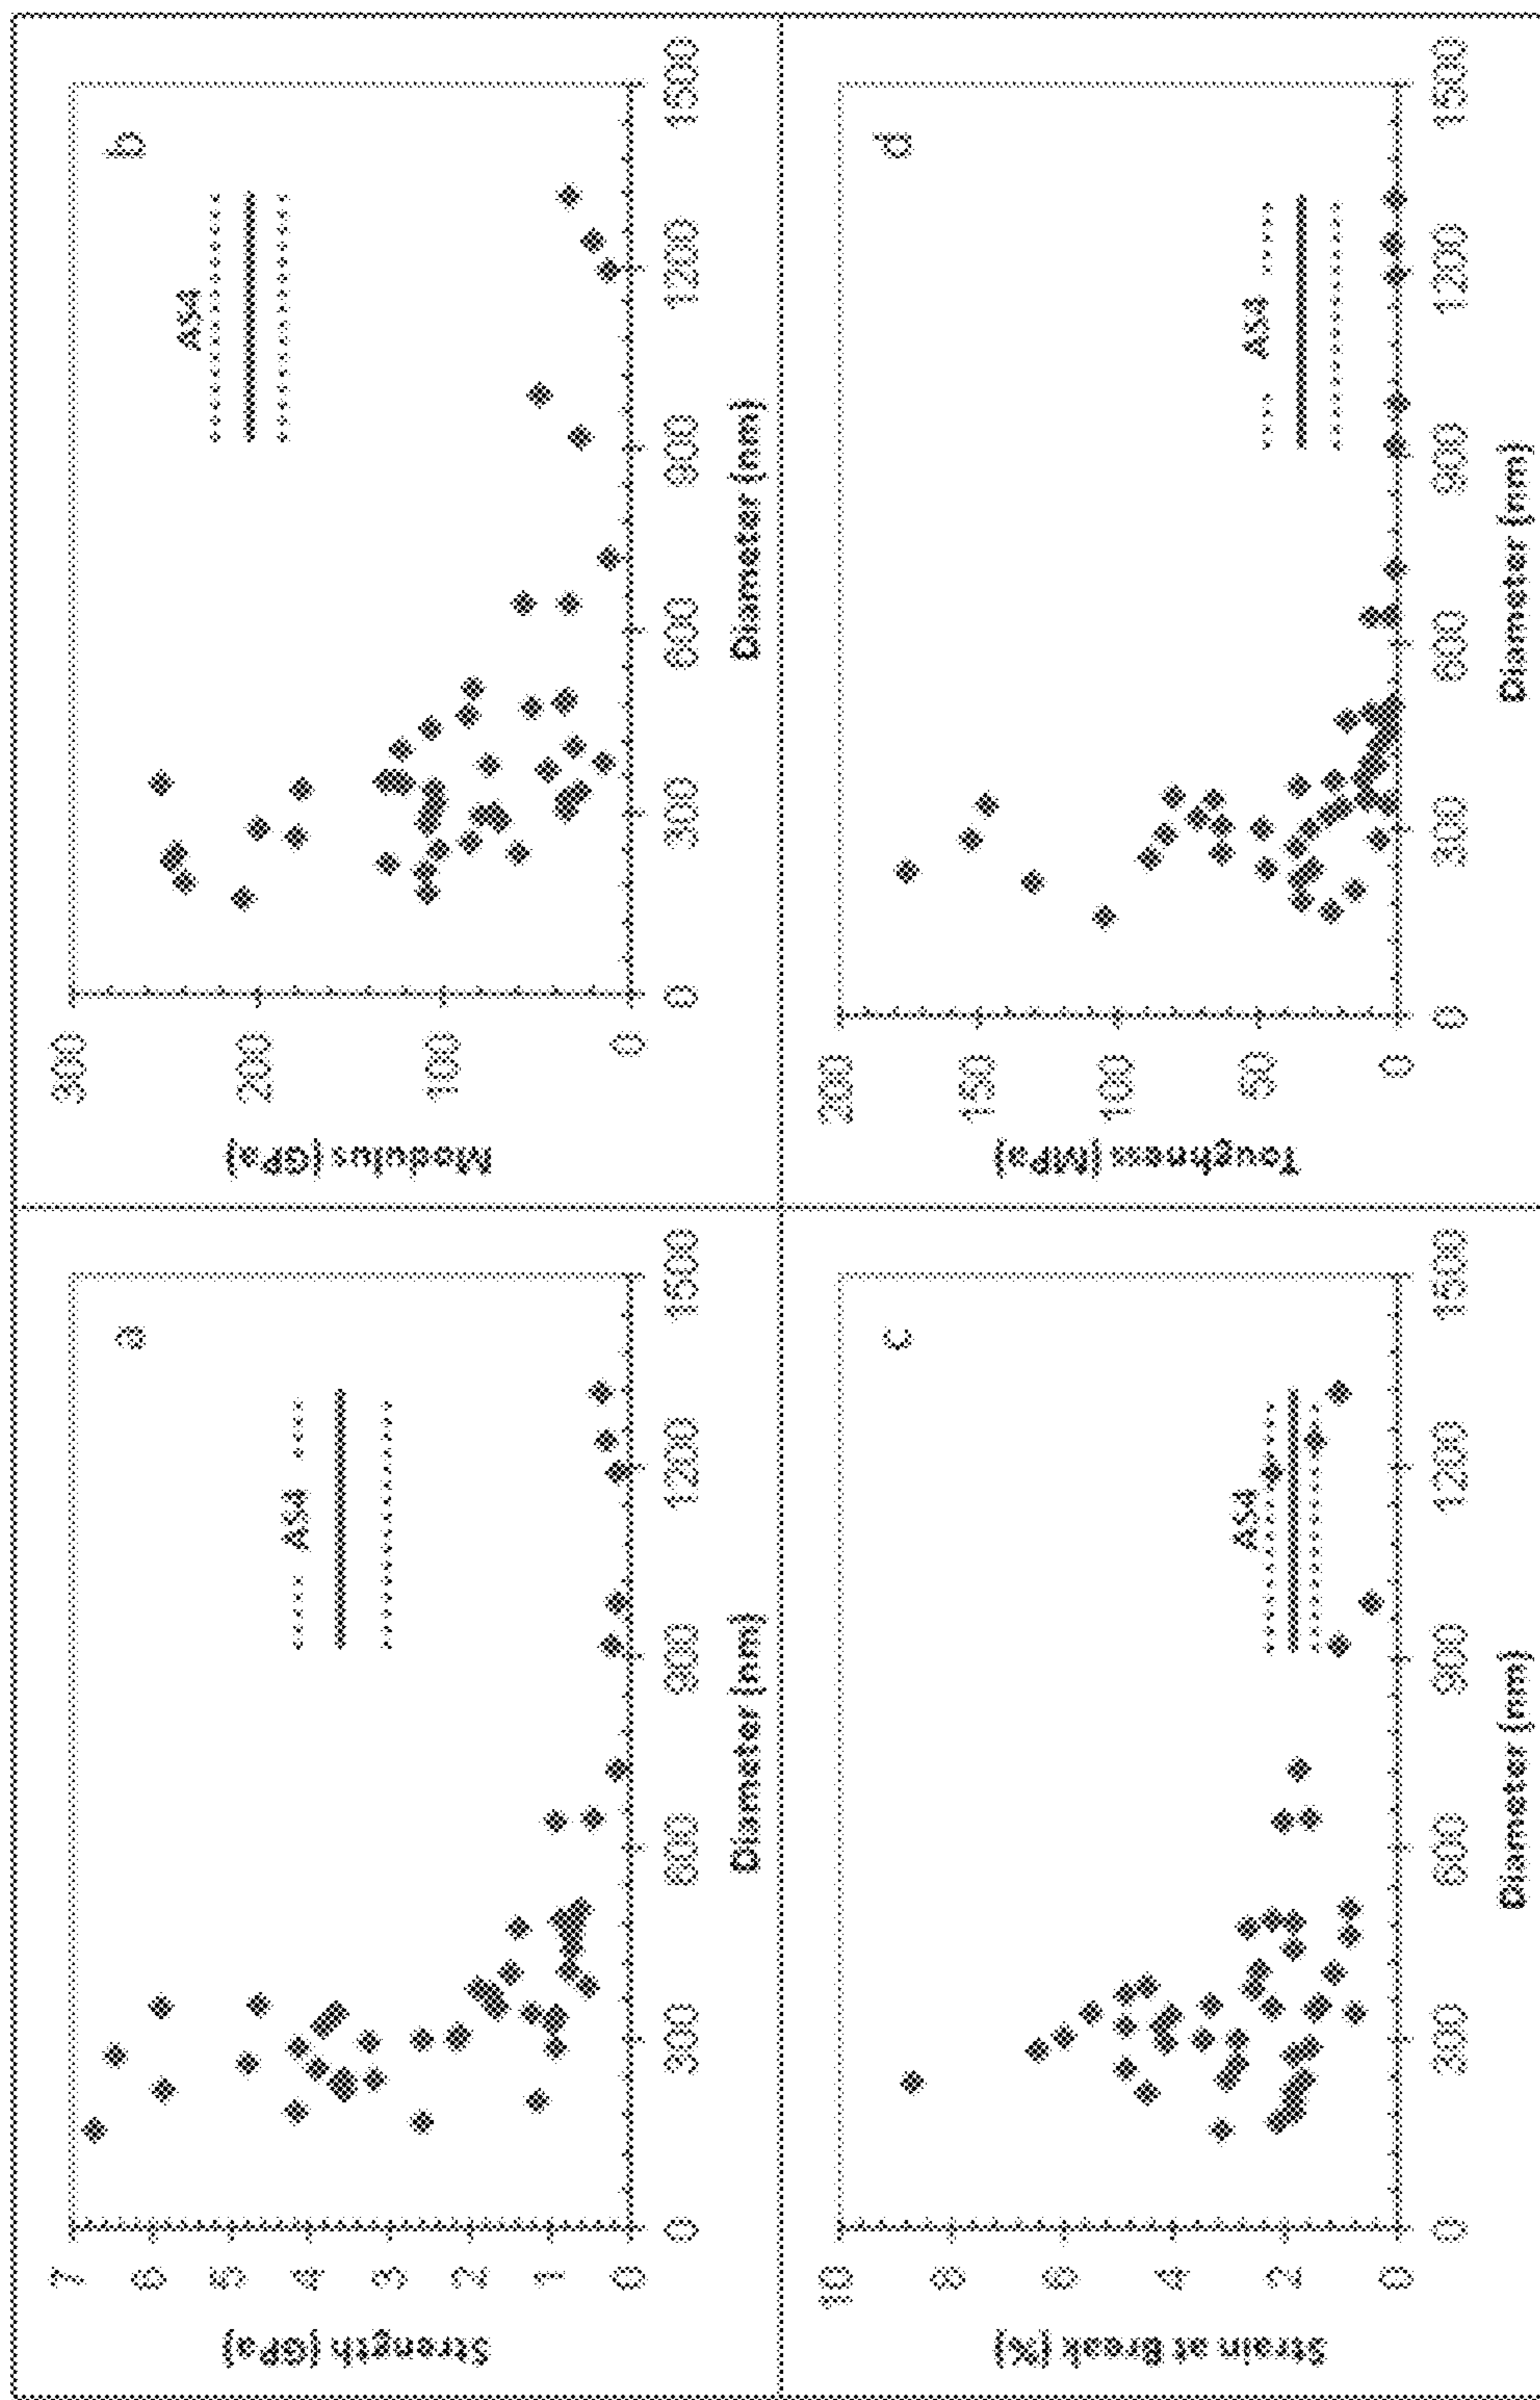 a
Strength (GPa)
7
6
5
4
3
2
1
0
AS4
0
300
600
900
1200
1500
Diameter (nm)
b
Modulus (GPa)
300
200
100
0
AS4
0
300
600
900
1200
1500
Diameter (nm)
c
Strain at Break (%)
10
8
6
4
2
0
AS4
0
300
600
900
1200
1500
Diameter (nm)
d
Toughness (MPa)
200
150
100
50
0
AS4
0
300
600
900
1200
1500
Diameter (nm)